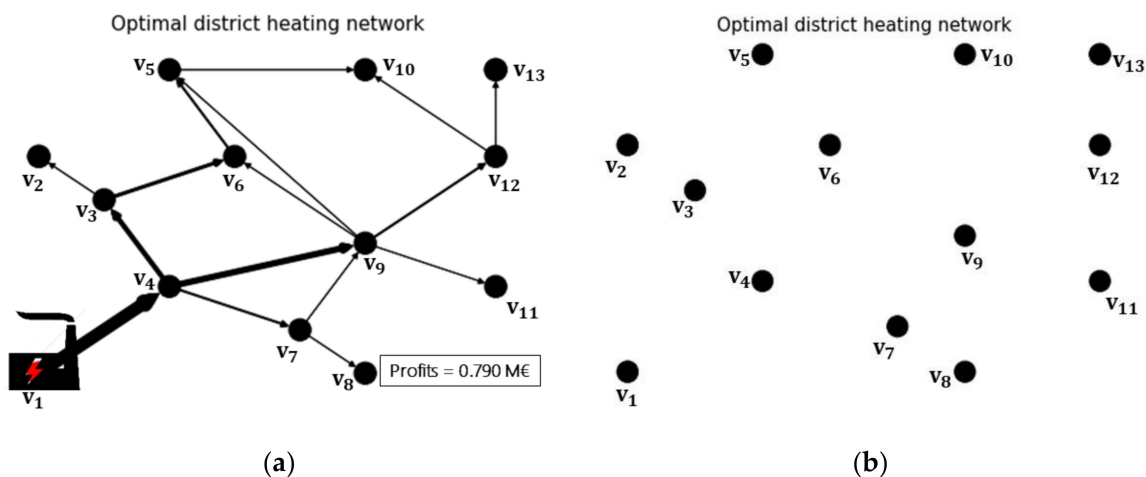 Optimal district heating network
v5
v10
v13
v2
v6
v12
v3
v4
v9
v11
v7
v8
Profits = 0.790 M€
v1
(a)
Optimal district heating network
v5
v10
v13
v2
v6
v12
v3
v9
v4
v11
v7
v8
v1
(b)